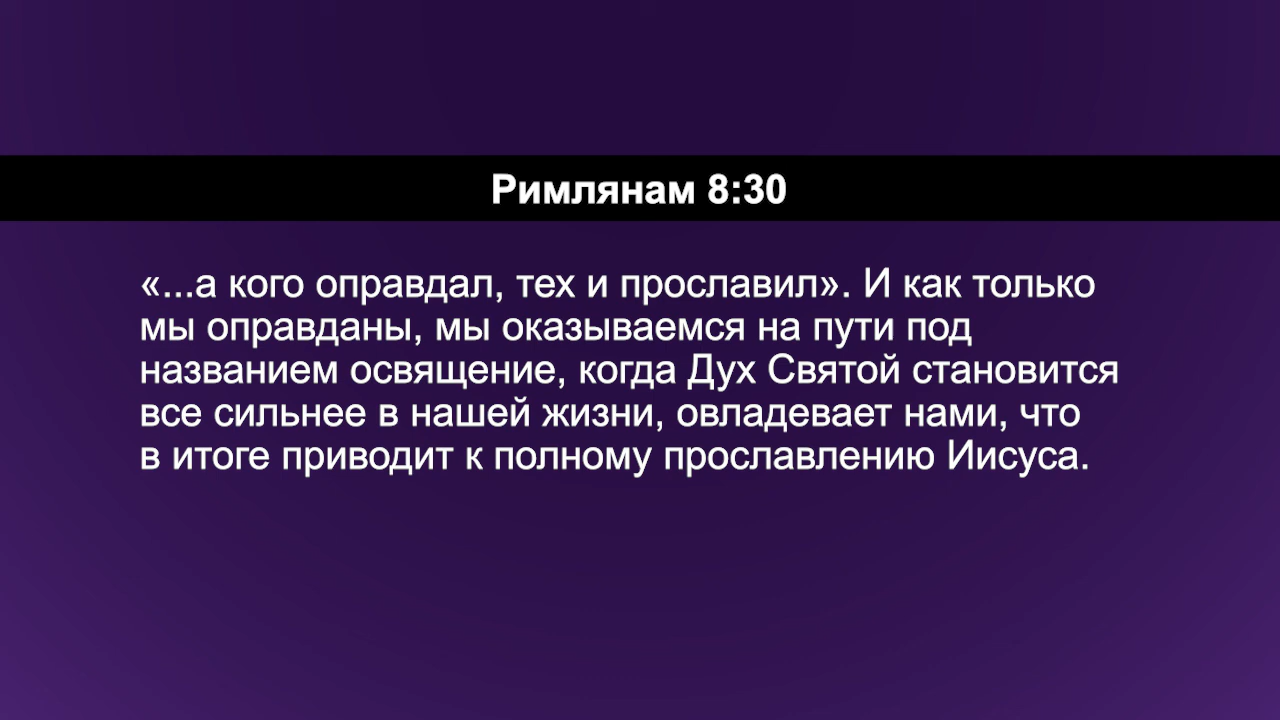 Римлянам 8:30
«...а кого оправдал, тех и прославил». И как только
мы оправданы, мы оказываемся на пути под
названием освящение, когда Дух Святой становится
все сильнее в нашей жизни, овладевает нами, что
в итоге приводит к полному прославлению Иисуса.